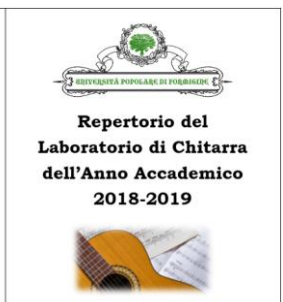 UNIVERSITÀ POPOLARE DI FORMIGINE
Repertorio del
Laboratorio di Chitarra
dell'Anno Accademico
2018-2019